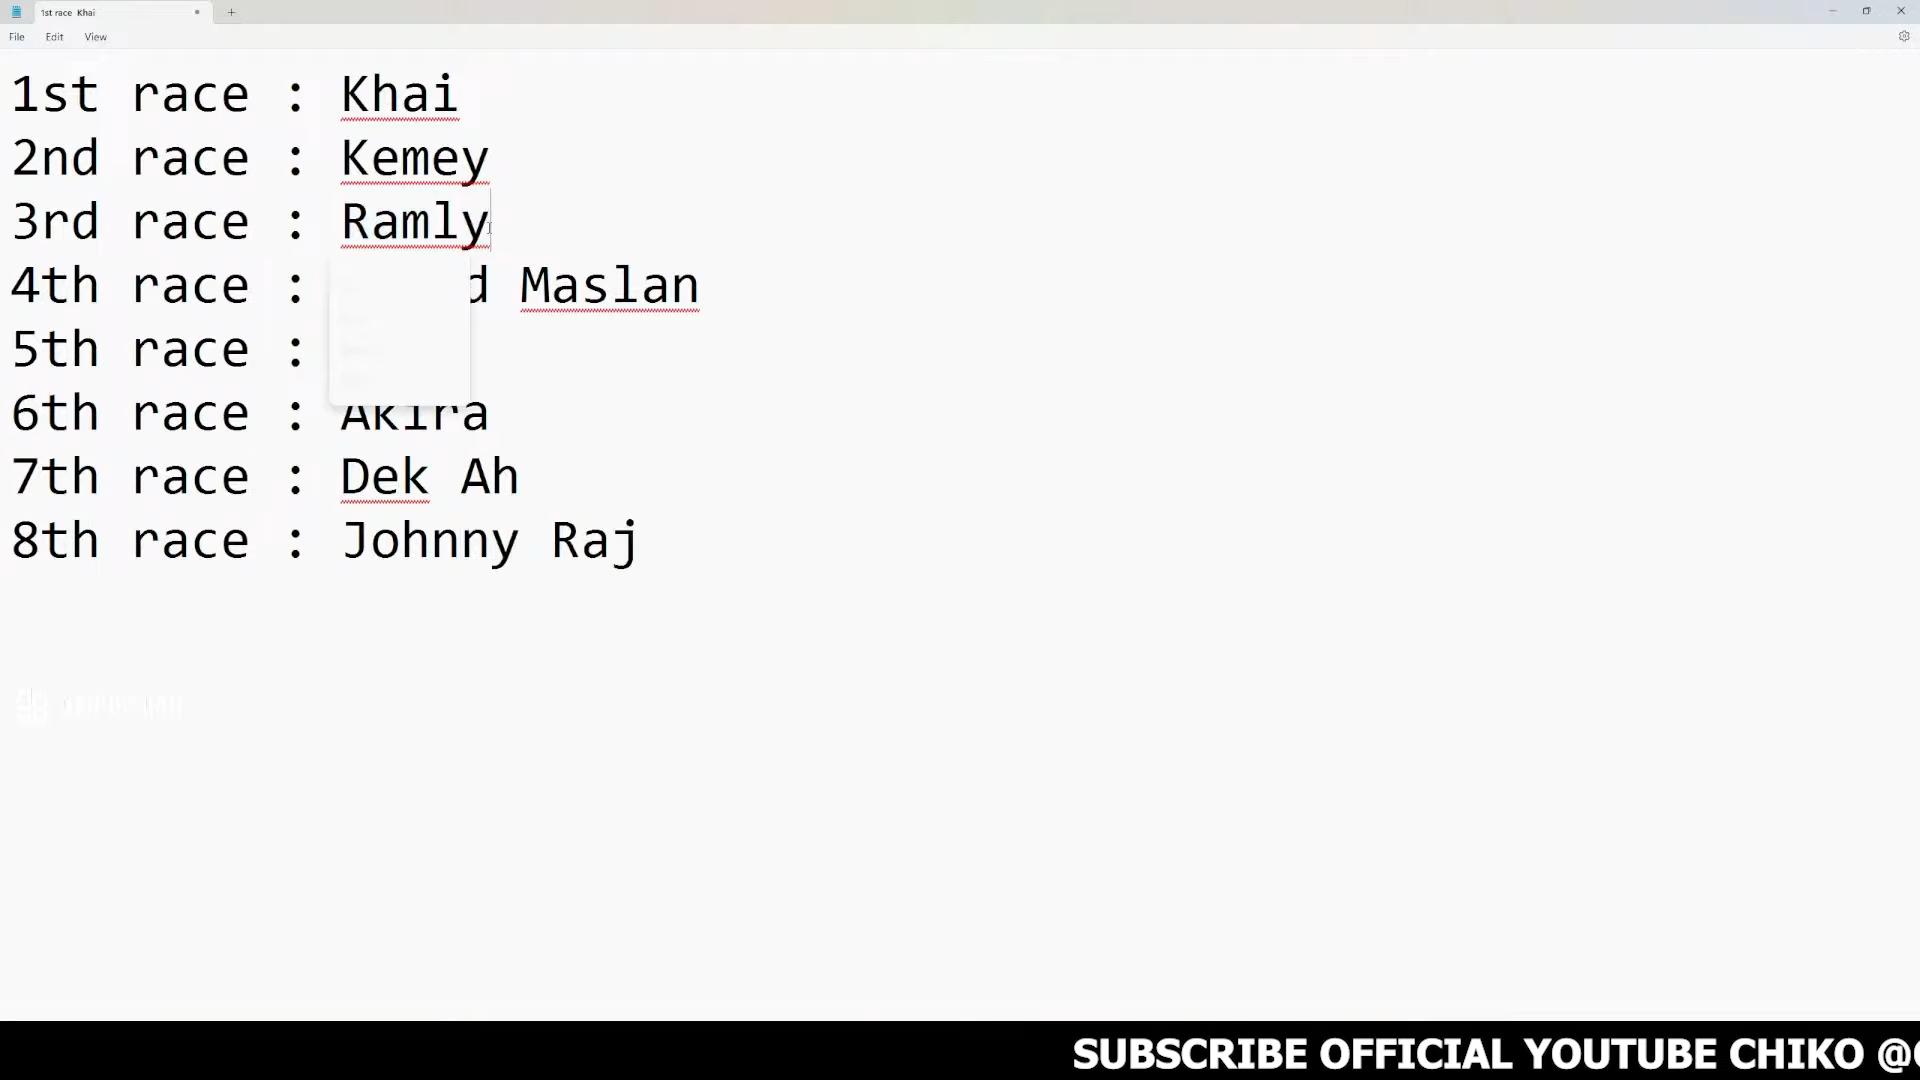 1st race Khai
File Edit View
1st race : Khai
2nd race : Kemey
3rd race : Ramly
4th race : Maslan
5th race :
6th race : Akira
7th race : Dek Ah
8th race : Johnny Raj
SUBSCRIBE OFFICIAL YOUTUBE CHIKO